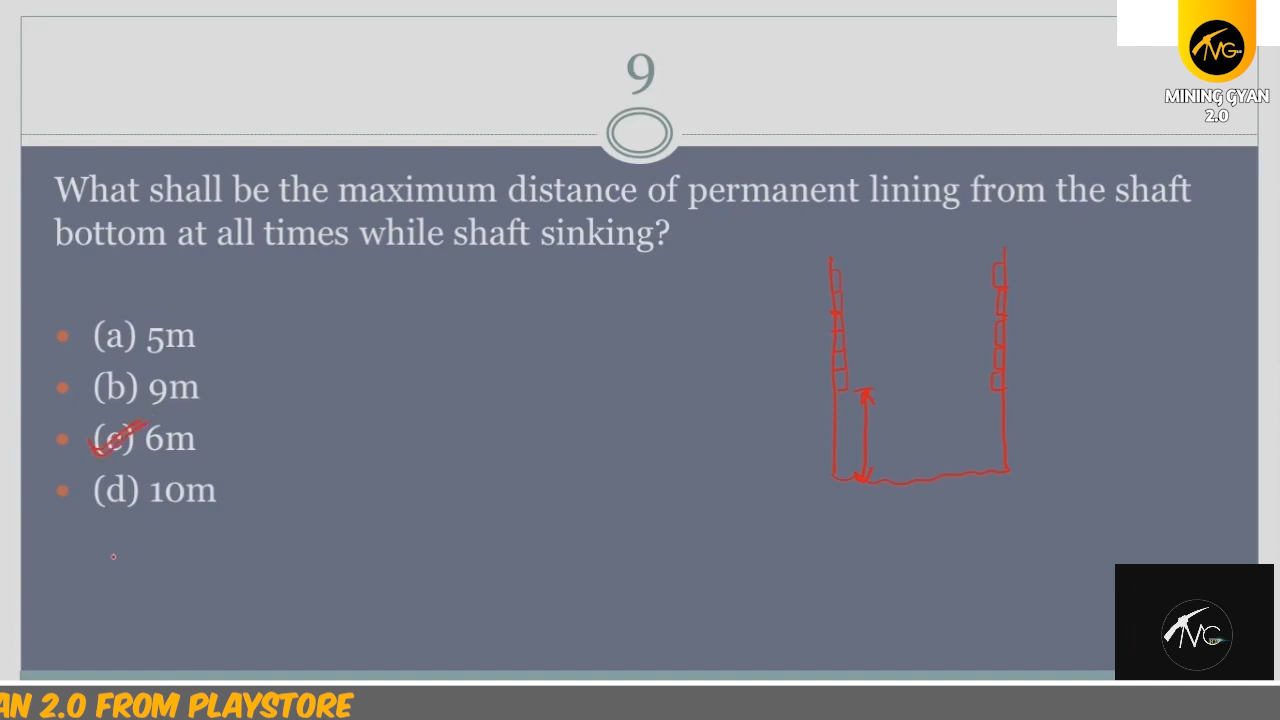 9
MINING GYAN
2.0
What shall be the maximum distance of permanent lining from the shaft
bottom at all times while shaft sinking?
(a) 5m
(b) 9m
(c) 6m
(d) 10m
AN 2.0 FROM PLAYSTORE